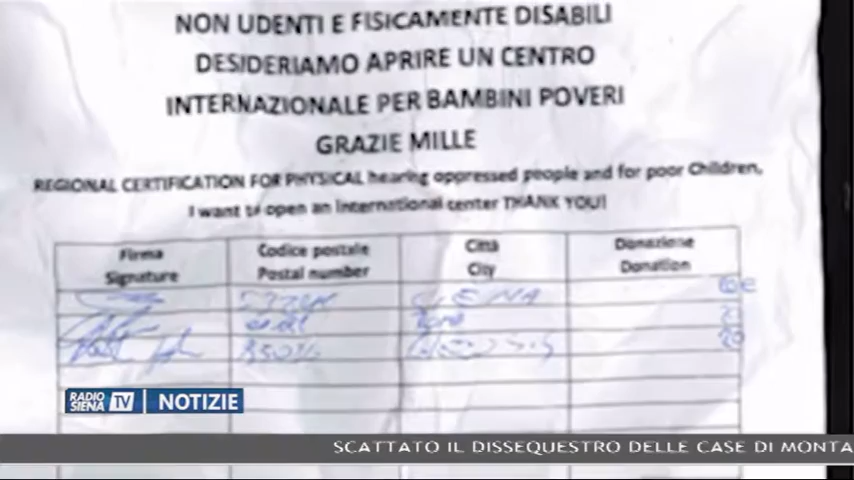 NON UDENTI E FISICAMENTE DISABILI
DESIDERIAMO APRIRE UN CENTRO
INTERNAZIONALE PER BAMBINI POVERI
GRAZIE MILLE
REGIONAL CERTIFICATION FOR PHYSICAL hearing oppressed people and for poor Children,
I want to open an International center THANK YOU!
Firma Codice postale Città Donazione
Signature Postal number City Donation
SIENA
20
RADIO SIENA TV NOTIZIE
SCATTATO IL DISSEQUESTRO DELLE CASE DI MONTA